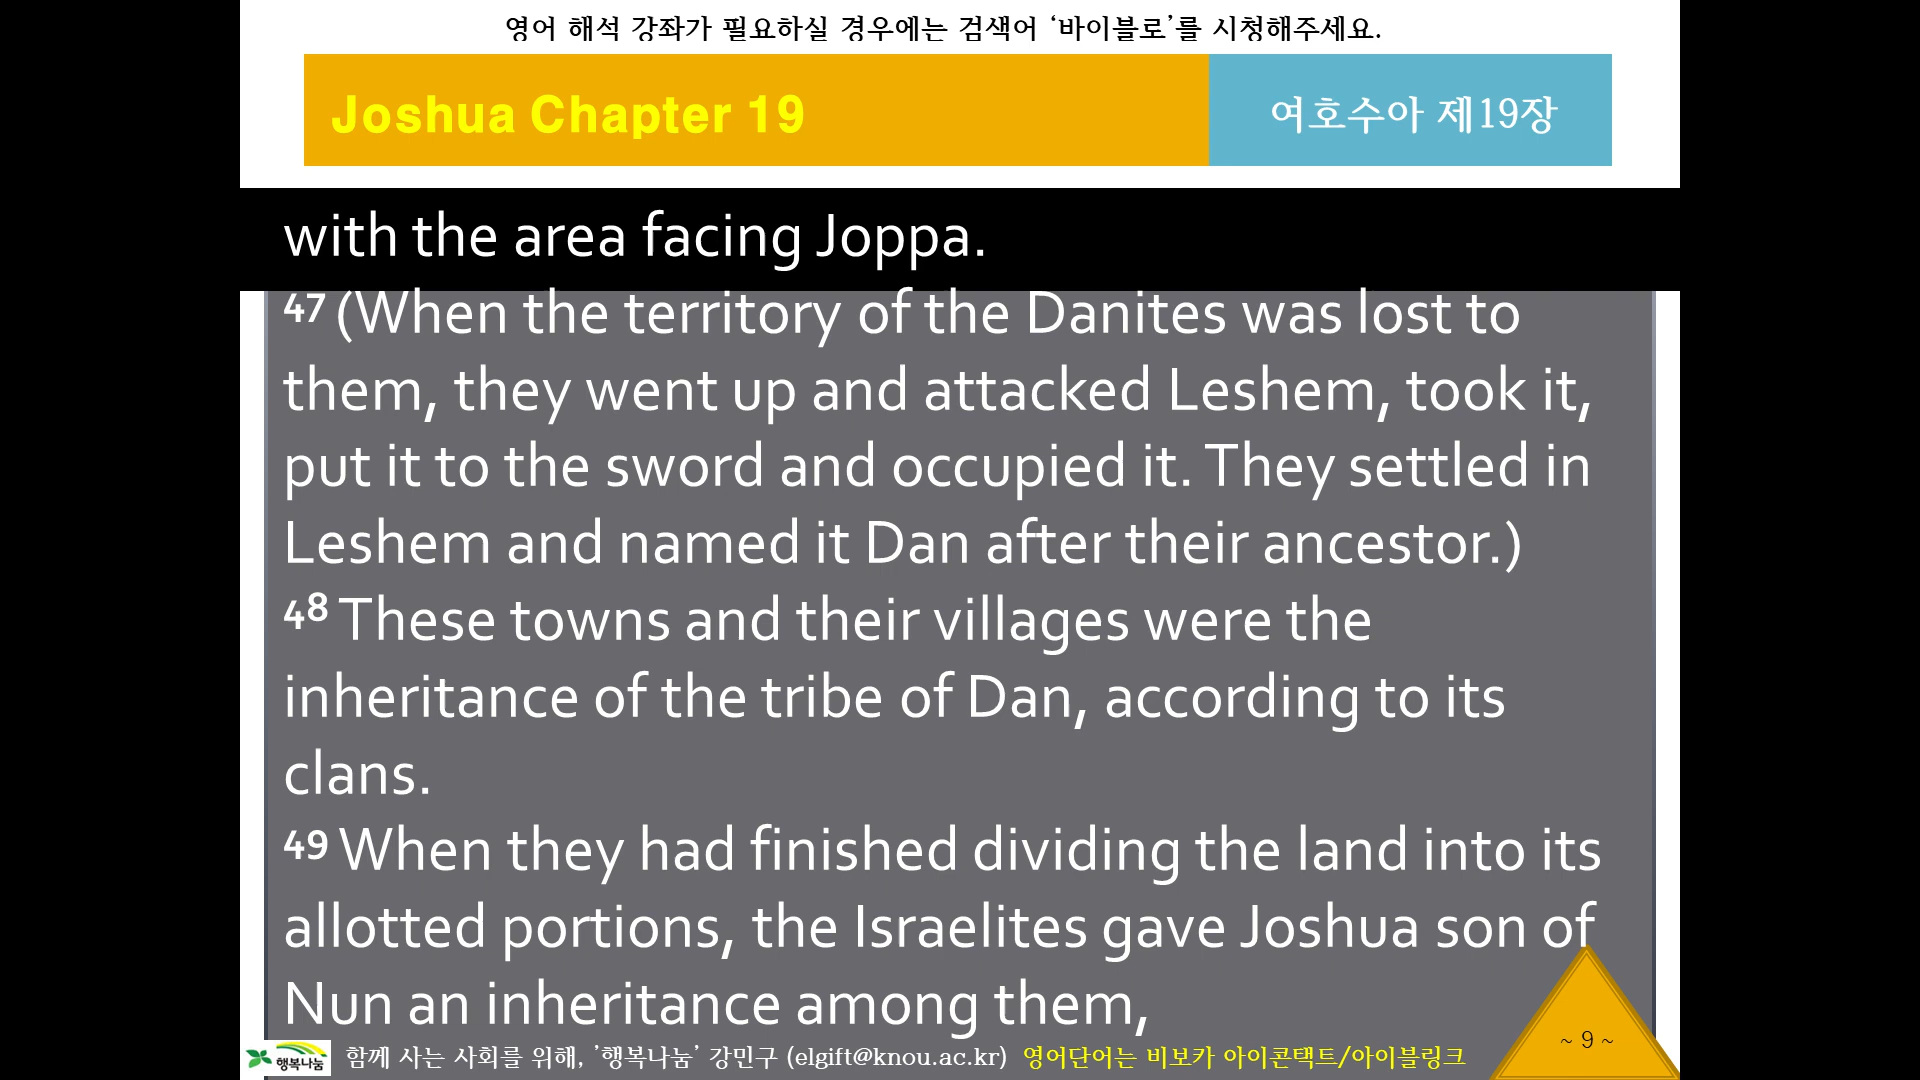 영어 해석 강좌가 필요하실 경우에는 검색어 ‘바이블로’를 시청해주세요.
Joshua Chapter 19
여호수아 제19장
with the area facing Joppa.
47 (When the territory of the Danites was lost to
them, they went up and attacked Leshem, took it,
put it to the sword and occupied it. They settled in
Leshem and named it Dan after their ancestor.)
48 These towns and their villages were the
inheritance of the tribe of Dan, according to its
clans.
49 When they had finished dividing the land into its
allotted portions, the Israelites gave Joshua son of
Nun an inheritance among them,
~ 9 ~
행복나눔
함께 사는 사회를 위해, ’행복나눔’ 강민구 (elgift@knou.ac.kr) 영어단어는 비보카 아이콘택트/아이블링크